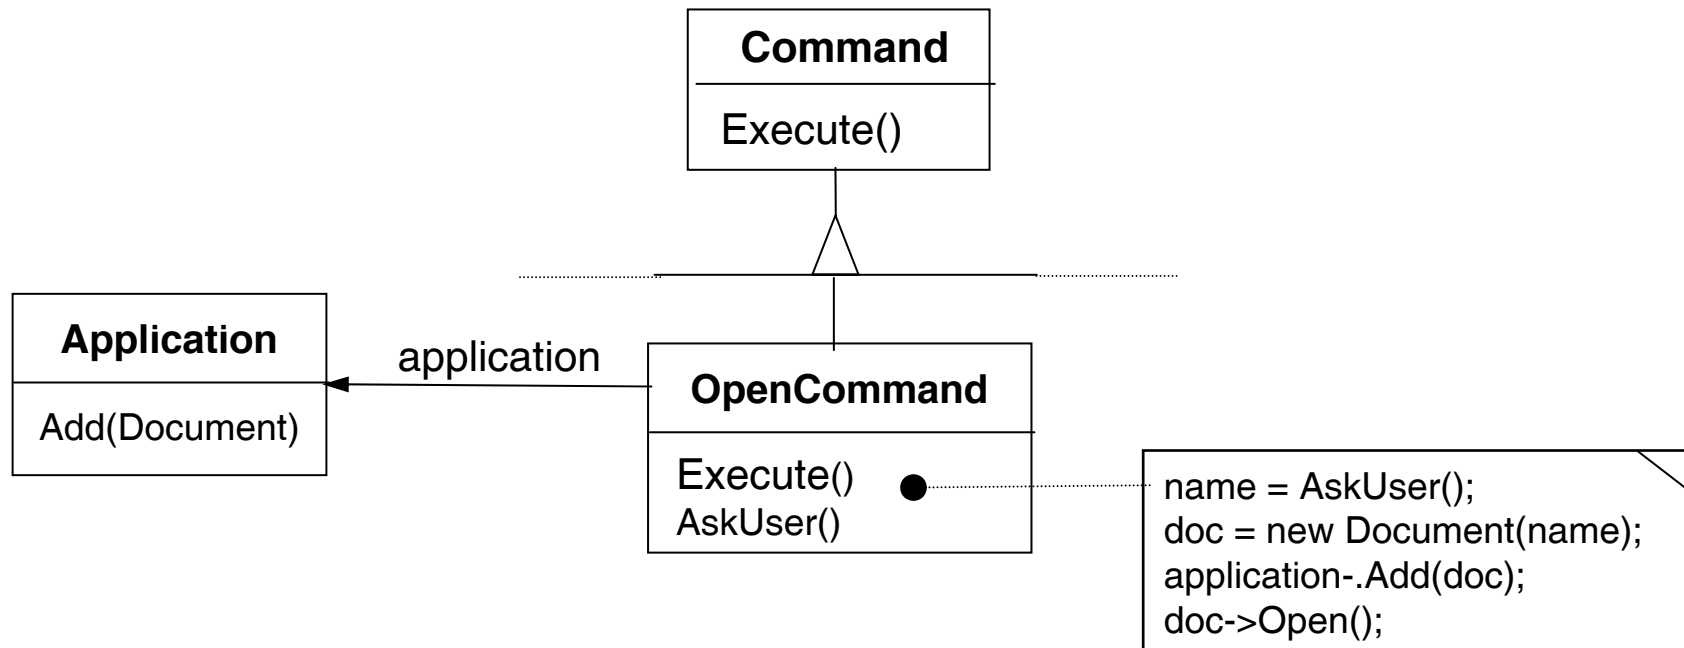 Command
Execute()
Application
Add(Document)
application
OpenCommand
Execute()
AskUser()
name = AskUser();
doc = new Document(name);
application-.Add(doc);
doc->Open();